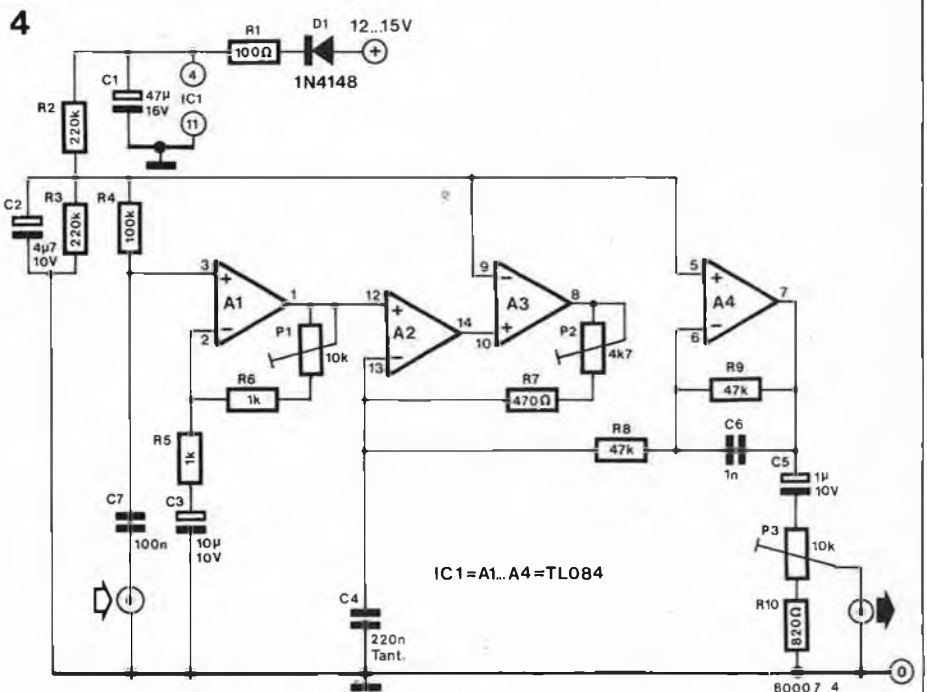 4
R1
100Ω
D1
1N4148
12...15V
+
4
IC1
11
C1
47µ
16V
R2
220k
C2
4µ7
10V
R3
220k
R4
100k
3
+
A1
−
2
1
P1
10k
R6
1k
R5
1k
C3
10µ
10V
C7
100n
12
+
A2
−
13
14
9
−
A3
+
10
8
P2
4k7
R7
470Ω
R8
47k
C4
220n
Tant.
5
+
A4
−
6
7
R9
47k
C6
1n
C5
1µ
10V
P3
10k
R10
820Ω
IC1=A1...A4=TL084
80007 4
0